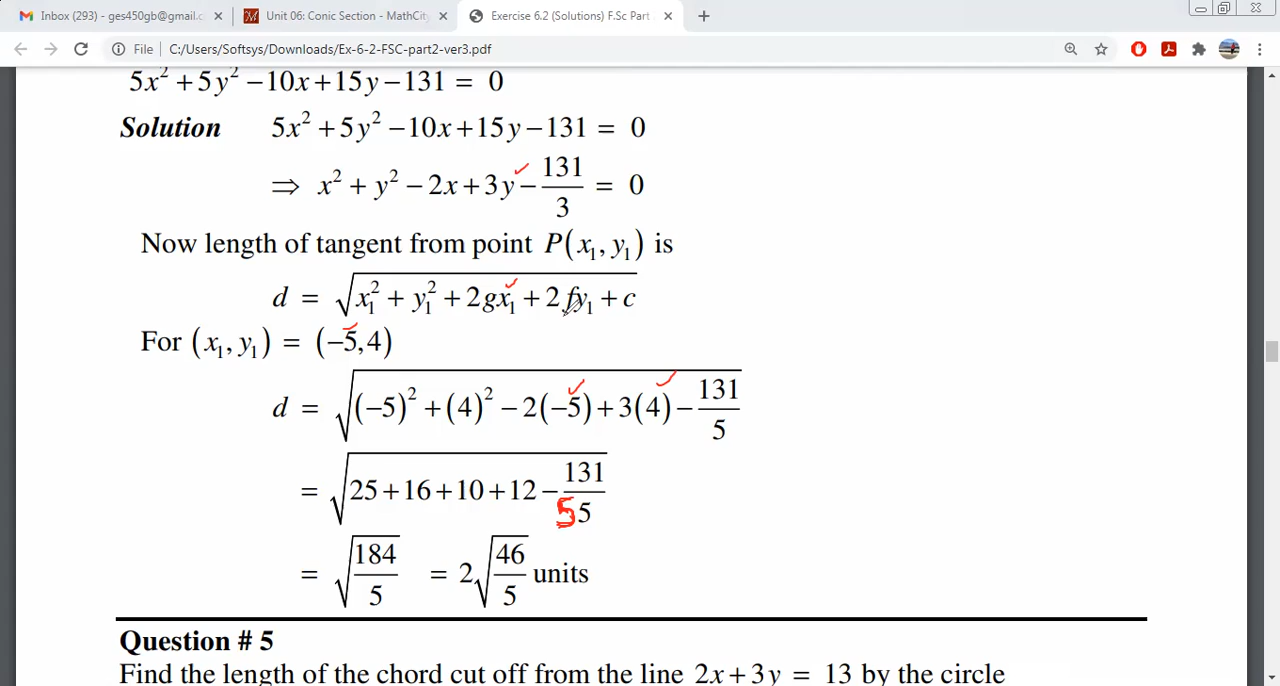 Inbox (293) - ges450gb@gmail.c
Unit 06: Conic Section - MathCity
Exercise 6.2 (Solutions) F.Sc Part
File C:/Users/Softsys/Downloads/Ex-6-2-FSC-part2-ver3.pdf
5x² + 5y² − 10x + 15y − 131 = 0
Solution 5x² + 5y² − 10x + 15y − 131 = 0
⇒ x² + y² − 2x + 3y − 131/3 = 0
Now length of tangent from point P(x₁, y₁) is
d = √(x₁² + y₁² + 2gx₁ + 2fy₁ + c)
For (x₁, y₁) = (−5, 4)
d = √((−5)² + (4)² − 2(−5) + 3(4) − 131/5)
= √(25 + 16 + 10 + 12 − 131/5)
5
= √(184/5) = 2√(46/5) units
Question # 5
Find the length of the chord cut off from the line 2x + 3y = 13 by the circle